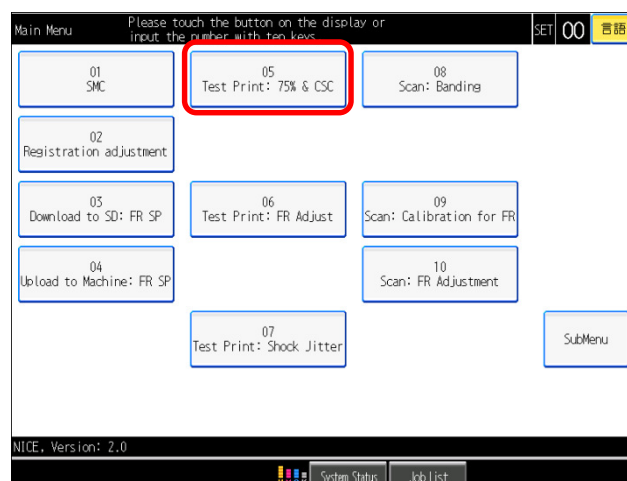 Main Menu
Please touch the button on the display or
input the number with ten keys
SET 00 言語
01
SMC
05
Test Print: 75% & CSC
08
Scan: Banding
02
Registration adjustment
03
Download to SD: FR SP
06
Test Print: FR Adjust
09
Scan: Calibration for FR
04
Upload to Machine: FR SP
10
Scan: FR Adjustment
07
Test Print: Shock Jitter
SubMenu
NICE, Version: 2.0
System Status
Job List